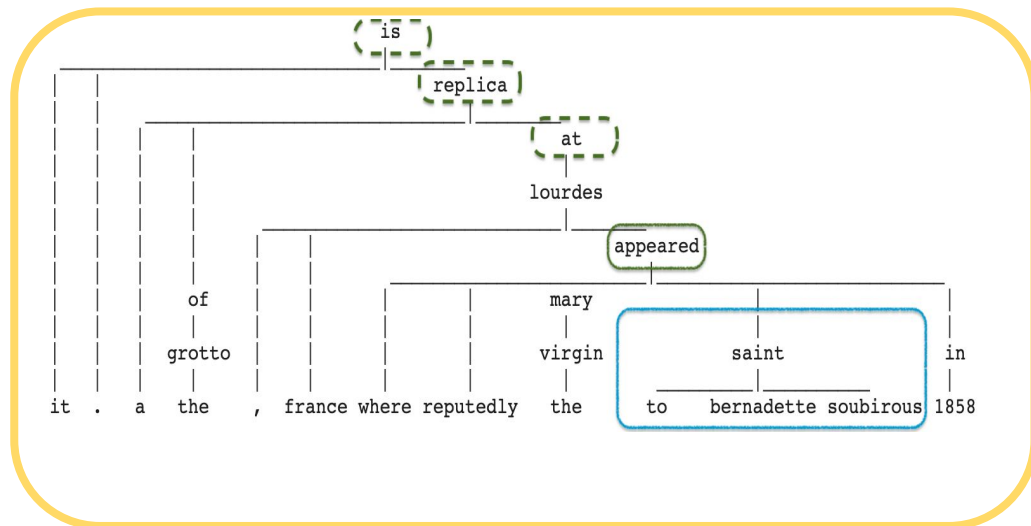 is
replica
at
lourdes
appeared
of mary
grotto virgin saint in
it . a the , france where reputedly the to bernadette soubirous 1858